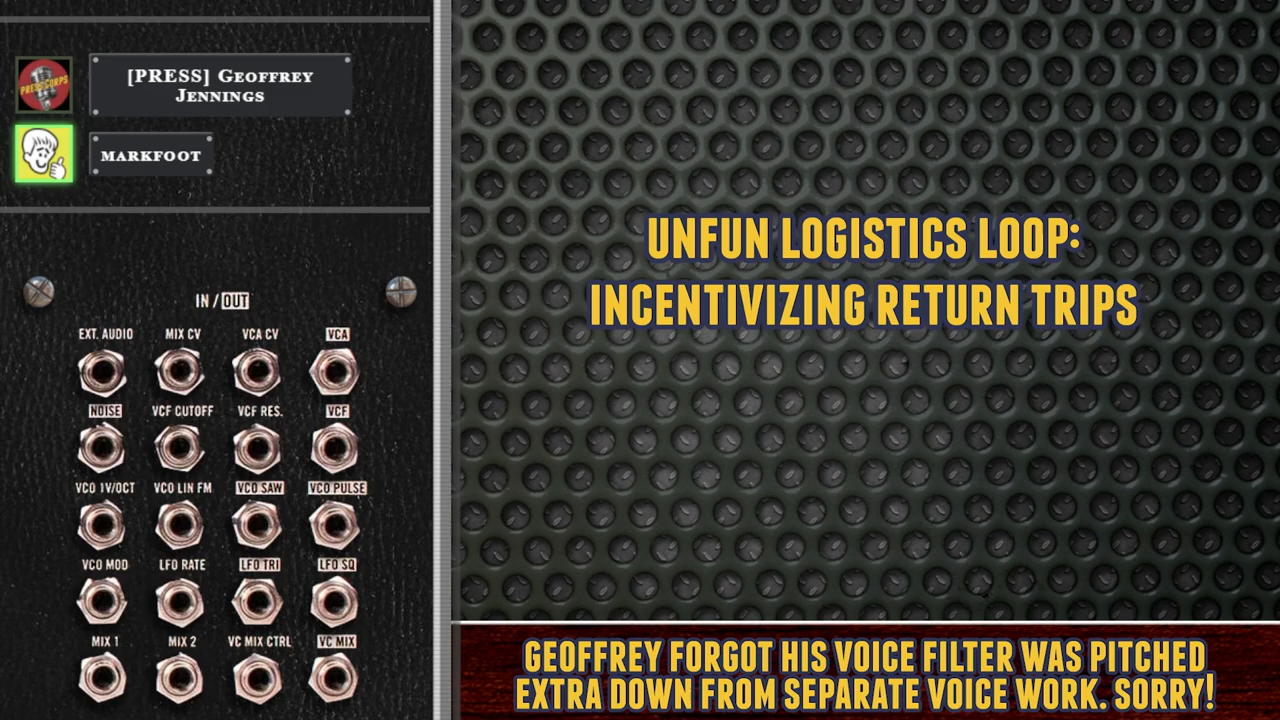 PRESS CORPS
[PRESS] Geoffrey
Jennings
MARKFOOT
IN / OUT
EXT. AUDIO MIX CV VCA CV VCA
NOISE VCF CUTOFF VCF RES. VCF
VCO 1V/OCT VCO LIN FM VCO SAW VCO PULSE
VCO MOD LFO RATE LFO TRI LFO SQ
MIX 1 MIX 2 VC MIX CTRL VC MIX
UNFUN LOGISTICS LOOP:
INCENTIVIZING RETURN TRIPS
GEOFFREY FORGOT HIS VOICE FILTER WAS PITCHED
EXTRA DOWN FROM SEPARATE VOICE WORK. SORRY!